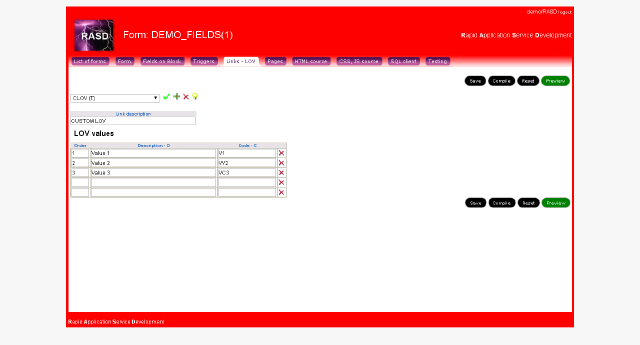 demo/RASD logout
RASD
Form: DEMO_FIELDS(1)
Rapid Application Service Development
List of forms
Form
Fields on Block
Triggers
Links - LOV
Pages
HTML source
CSS, JS source
SQL client
Testing
Save
Compile
Reset
Preview
CLOV (T)
Link description
CUSTOM LOV
LOV values
Order Description - G Code - C
1 Value 1 V1
2 Value 2 VV2
3 Value 3 VC3
Save
Compile
Reset
Preview
Rapid Application Service Development